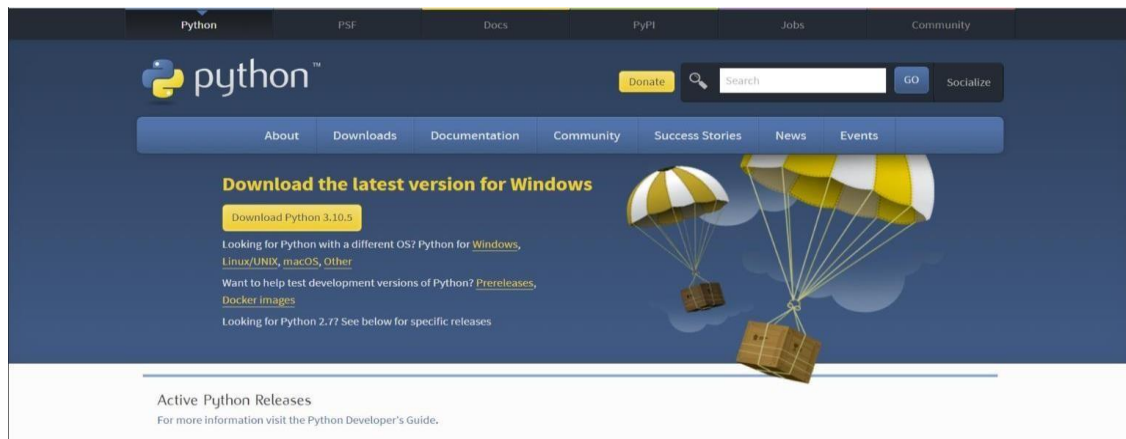 Python PSF Docs PyPI Jobs Community
python™
Donate Search GO Socialize
About Downloads Documentation Community Success Stories News Events
Download the latest version for Windows
Download Python 3.10.5
Looking for Python with a different OS? Python for Windows,
Linux/UNIX, macOS, Other
Want to help test development versions of Python? Prereleases,
Docker images
Looking for Python 2.7? See below for specific releases
Active Python Releases
For more information visit the Python Developer's Guide.